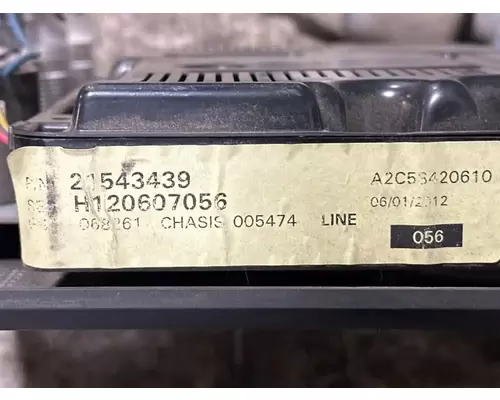 P/N 21543439 A2C53420610
H120607056 06/01/2012
068261 CHASIS 005474 LINE
056